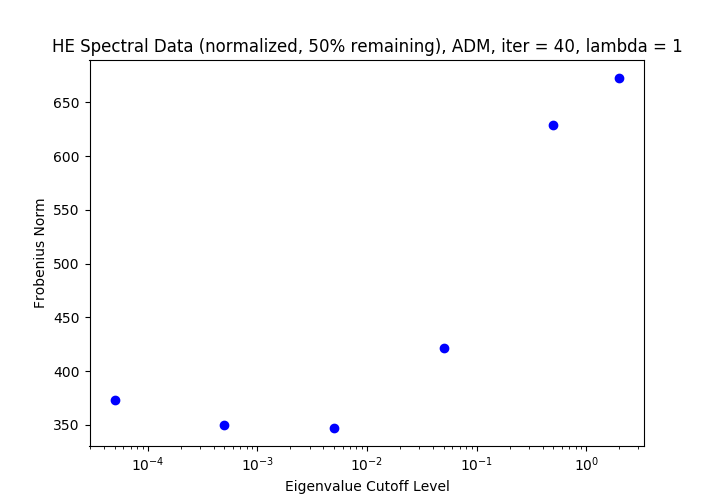 HE Spectral Data (normalized, 50% remaining), ADM, iter = 40, lambda = 1
650
600
550
500
450
400
350
Frobenius Norm
10⁻⁴ 10⁻³ 10⁻² 10⁻¹ 10⁰
Eigenvalue Cutoff Level